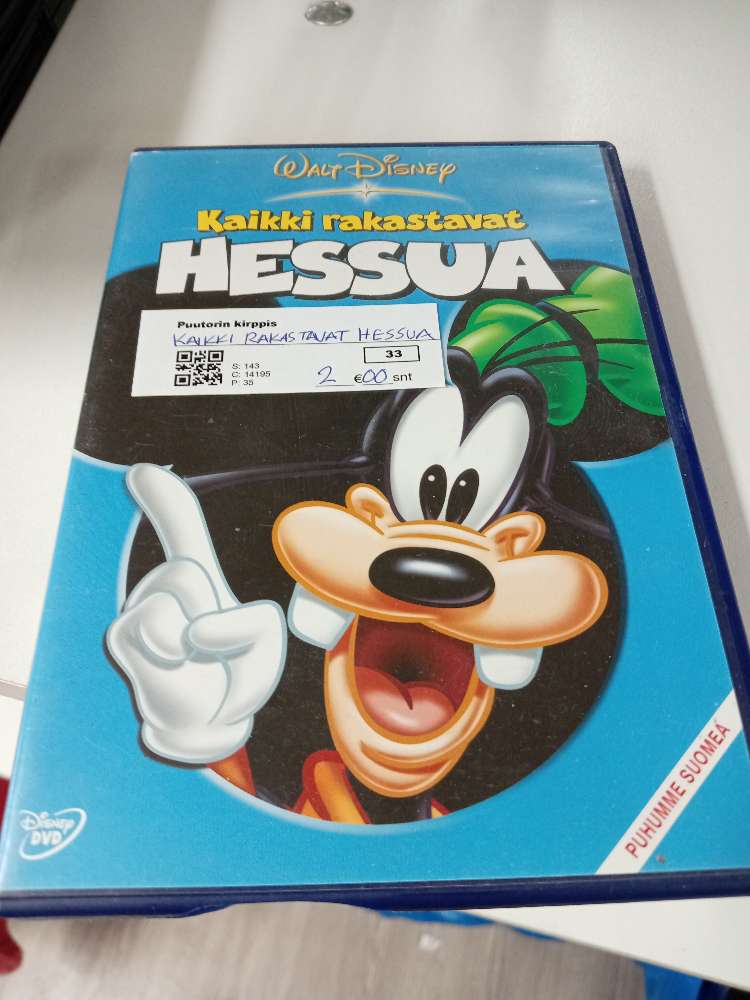 WALT DISNEY
Kaikki rakastavat
HESSUA
Puutorin kirppis
KAIKKI RAKASTAVAT HESSUA
33
S: 143
C: 14195
P: 35
2 €00 snt
DISNEY
DVD
PUHUMME SUOMEA